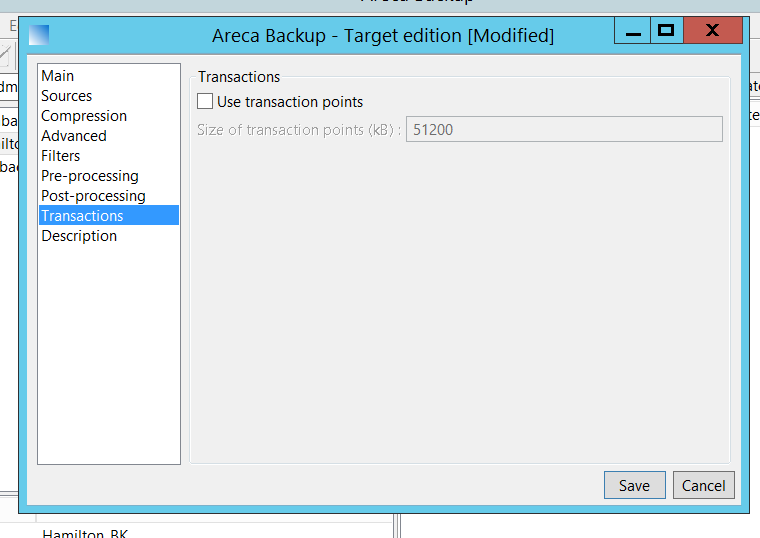 Areca Backup - Target edition [Modified]
Main
Sources
Compression
Advanced
Filters
Pre-processing
Post-processing
Transactions
Description
Transactions
Use transaction points
Size of transaction points (kB) :
51200
Save
Cancel
Hamilton_BK